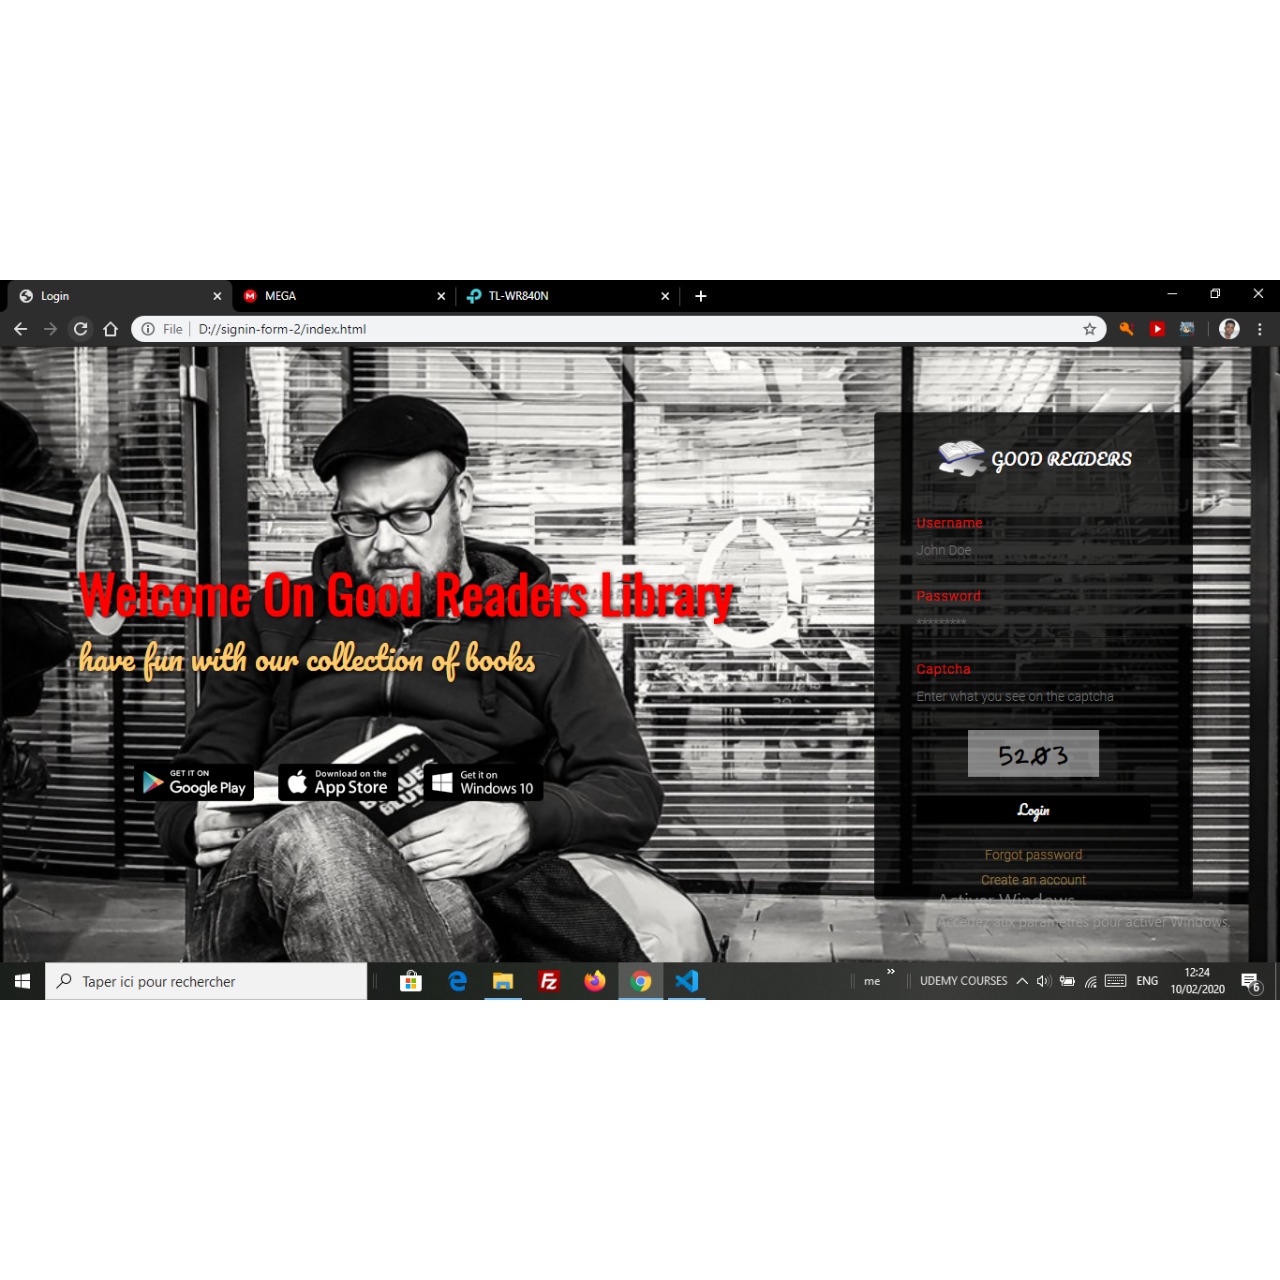 Login
MEGA
TL-WR840N
File
D://signin-form-2/index.html
GOOD READERS
Username
John Doe
Password
*********
Captcha
Enter what you see on the captcha
5203
Login
Forgot password
Create an account
Welcome On Good Readers Library
have fun with our collection of books
GET IT ON
Google Play
Download on the
App Store
Get it on
Windows 10
Activer Windows
Accédez aux paramètres pour activer Windows.
Taper ici pour rechercher
me
UDEMY COURSES
ENG
12:24
10/02/2020
6